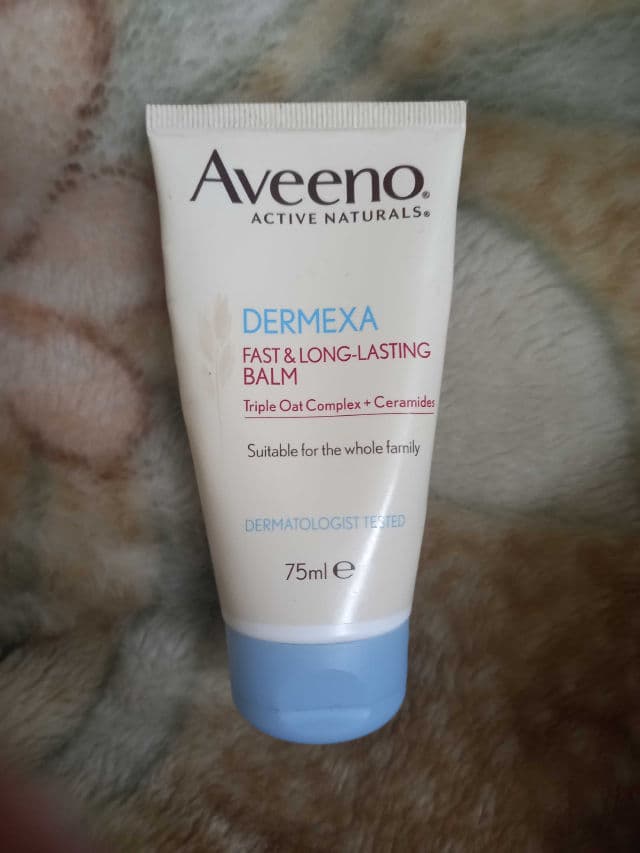 Aveeno®
ACTIVE NATURALS®
DERMEXA
FAST & LONG-LASTING
BALM
Triple Oat Complex + Ceramides
Suitable for the whole family
DERMATOLOGIST TESTED
75ml ℮